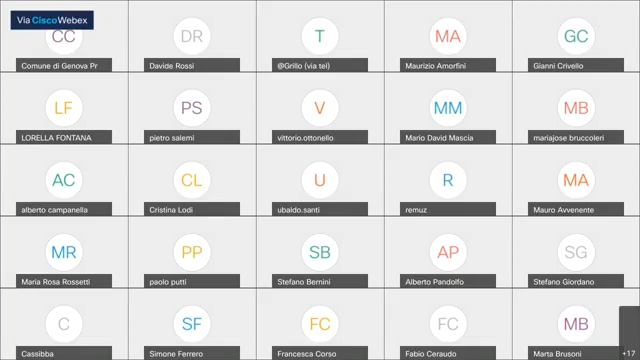 Via Cisco Webex
CC DR T MA GC
Comune di Genova Pr Davide Rossi @Grillo (via tel) Maurizio Amorfini Gianni Crivello
LF PS V MM MB
LORELLA FONTANA pietro salemi vittorio.ottonello Mario David Mascia mariajose bruccoleri
AC CL U R MA
alberto campanella Cristina Lodi ubaldo.santi remuz Mauro Avvenente
MR PP SB AP SG
Maria Rosa Rossetti paolo putti Stefano Bernini Alberto Pandolfo Stefano Giordano
C SF FC FC MB
Cassibba Simone Ferrero Francesca Corso Fabio Ceraudo Marta Brusoni
+17